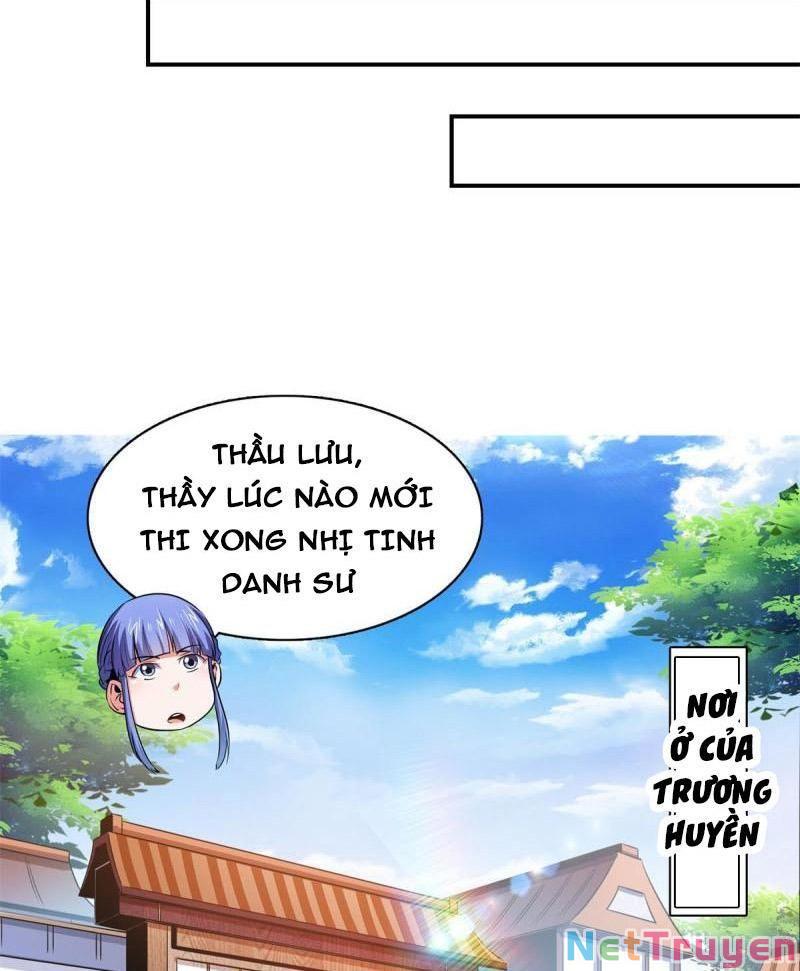 THẦU LƯU,
THẦY LÚC NÀO MỚI
THI XONG NHỊ TINH
DANH SƯ
NƠI
Ở CỦA
TRƯƠNG
HUYỀN
NetTruyen